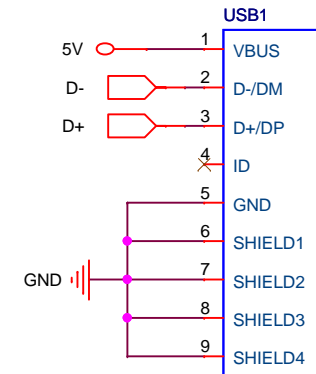 USB1
5V 1 VBUS
D- 2 D-/DM
D+ 3 D+/DP
4 ID
5 GND
6 SHIELD1
GND 7 SHIELD2
8 SHIELD3
9 SHIELD4